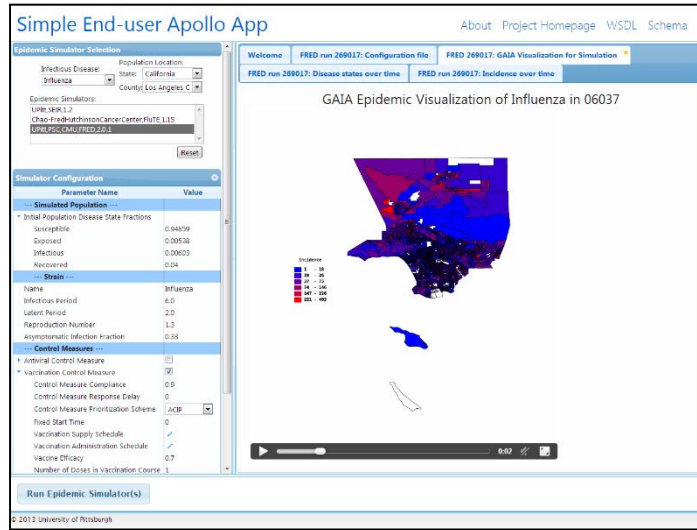 Simple End-user Apollo App
About Project Homepage WSDL Schema
Epidemic Simulator Selection
Infectious Disease:
Influenza
Population Location:
State: California
County: Los Angeles C
Epidemic Simulators:
UPitt,SEIR,1.2
Chao-FredHutchinsonCancerCenter,FluTE,1.15
UPitt,PSC,CMU,FRED,2.0.1
Reset
Simulator Configuration
Parameter Name Value
--- Simulated Population ---
Initial Population Disease State Fractions
Susceptible 0.94859
Exposed 0.00538
Infectious 0.00603
Recovered 0.04
--- Strain ---
Name Influenza
Infectious Period 6.0
Latent Period 2.0
Reproduction Number 1.3
Asymptomatic Infection Fraction 0.33
--- Control Measures ---
Antiviral Control Measure
Vaccination Control Measure
Control Measure Compliance 0.9
Control Measure Response Delay 0
Control Measure Prioritization Scheme ACIP
Fixed Start Time 0
Vaccination Supply Schedule
Vaccination Administration Schedule
Vaccine Efficacy 0.7
Number of Doses in Vaccination Course 1
Run Epidemic Simulator(s)
© 2013 University of Pittsburgh
Welcome
FRED run 269017: Configuration file
FRED 269017: GAIA Visualization for Simulation
FRED run 269017: Disease states over time
FRED run 269017: Incidence over time
GAIA Epidemic Visualization of Influenza in 06037
Incidence
37 - 73
0:02